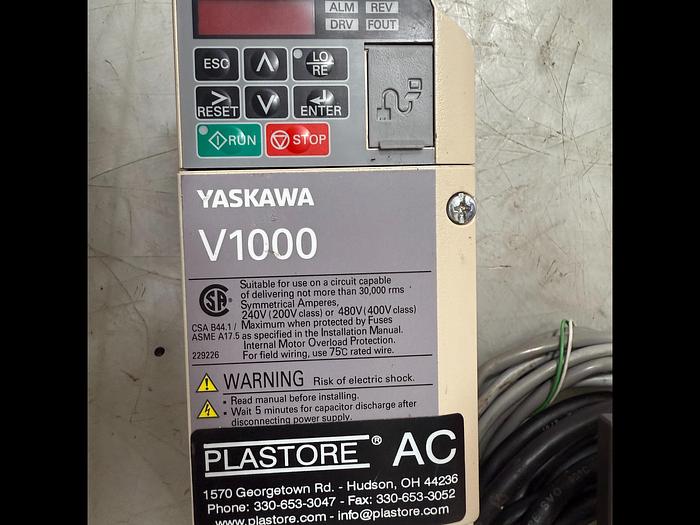 ALM REV
DRV FOUT
ESC
LO
RE
RESET
ENTER
RUN
STOP
YASKAWA
V1000
Suitable for use on a circuit capable
of delivering not more than 30,000 rms
Symmetrical Amperes,
240V (200V class) or 480V (400V class)
Maximum when protected by Fuses
as specified in the Installation Manual.
Internal Motor Overload Protection.
For field wiring, use 75C rated wire.
SA
CSA B44.1 /
ASME A17.5
229226
WARNING Risk of electric shock.
• Read manual before installing.
• Wait 5 minutes for capacitor discharge after
disconnecting power supply.
PLASTORE® AC
1570 Georgetown Rd. - Hudson, OH 44236
Phone: 330-653-3047 - Fax: 330-653-3052
www.plastore.com - info@plastore.com